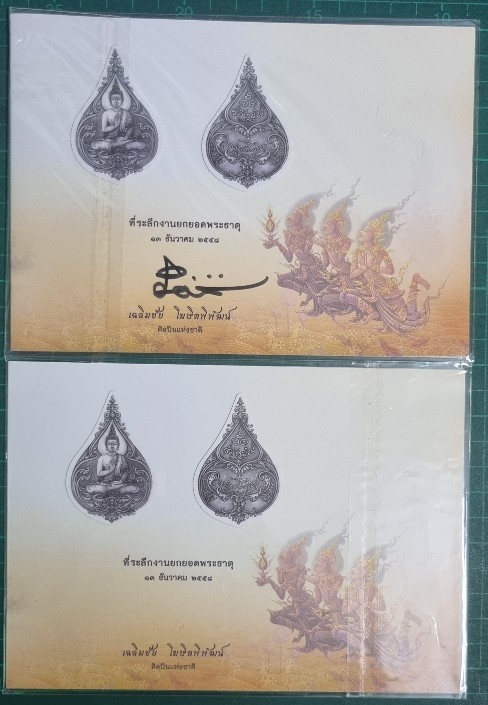 25
15
10
ที่ระลึกงานยกยอดพระธาตุ
๑๓ ธันวาคม ๒๕๕๘
เฉลิมชัย โฆษิตพิพัฒน์
ศิลปินแห่งชาติ
ที่ระลึกงานยกยอดพระธาตุ
๑๓ ธันวาคม ๒๕๕๘
เฉลิมชัย โฆษิตพิพัฒน์
ศิลปินแห่งชาติ